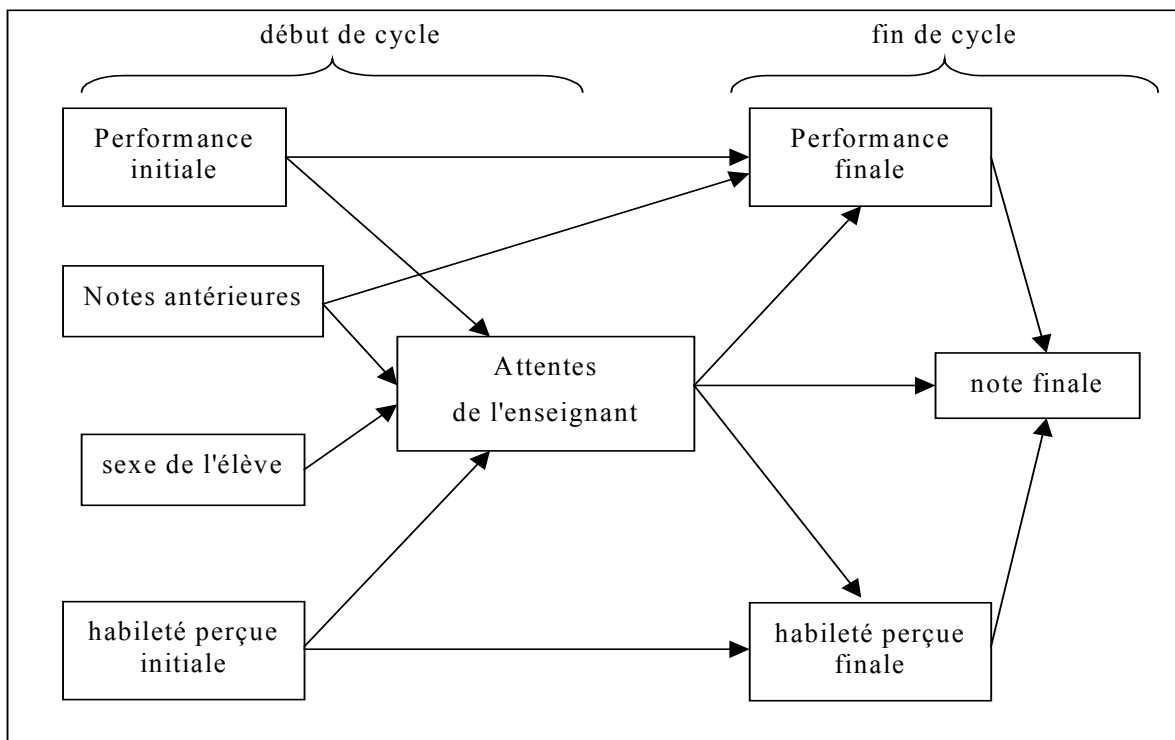 début de cycle
fin de cycle
Performance
initiale
Performance
finale
Notes antérieures
Attentes
de l'enseignant
note finale
sexe de l'élève
habileté perçue
initiale
habileté perçue
finale